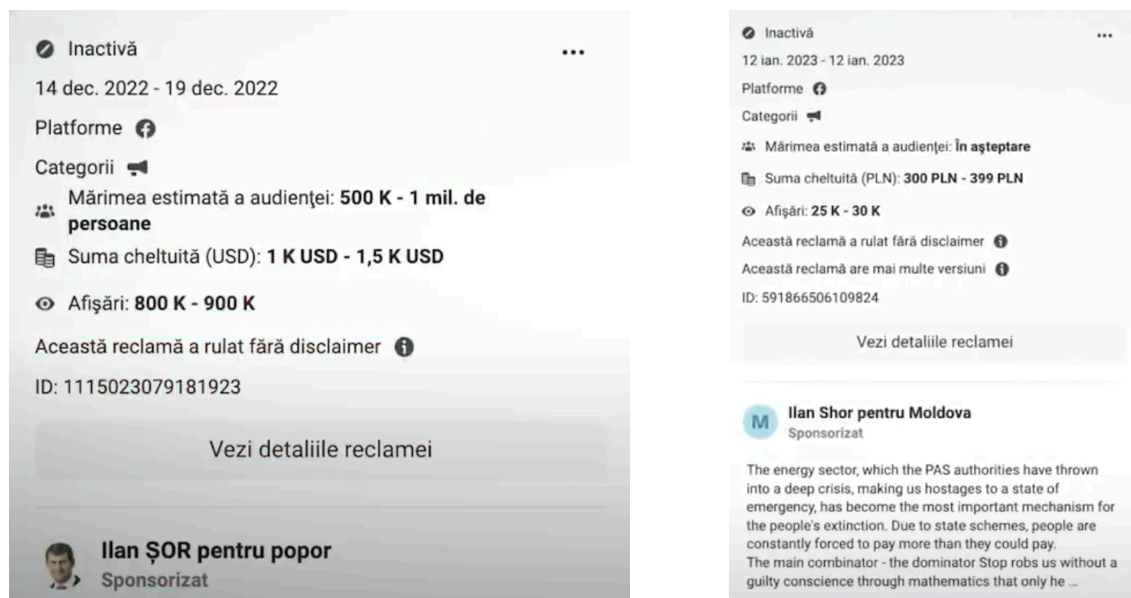 Inactivă
14 dec. 2022 - 19 dec. 2022
Platforme
Categorii
Mărimea estimată a audienţei: 500 K - 1 mil. de
persoane
Suma cheltuită (USD): 1 K USD - 1,5 K USD
Afişări: 800 K - 900 K
Această reclamă a rulat fără disclaimer
ID: 1115023079181923
Vezi detaliile reclamei
Ilan ȘOR pentru popor
Sponsorizat
Inactivă
12 ian. 2023 - 12 ian. 2023
Platforme
Categorii
Mărimea estimată a audienţei: În aşteptare
Suma cheltuită (PLN): 300 PLN - 399 PLN
Afişări: 25 K - 30 K
Această reclamă a rulat fără disclaimer
Această reclamă are mai multe versiuni
ID: 591866506109824
Vezi detaliile reclamei
M
Ilan Shor pentru Moldova
Sponsorizat
The energy sector, which the PAS authorities have thrown
into a deep crisis, making us hostages to a state of
emergency, has become the most important mechanism for
the people's extinction. Due to state schemes, people are
constantly forced to pay more than they could pay.
The main combinator - the dominator Stop robs us without a
guilty conscience through mathematics that only he ...